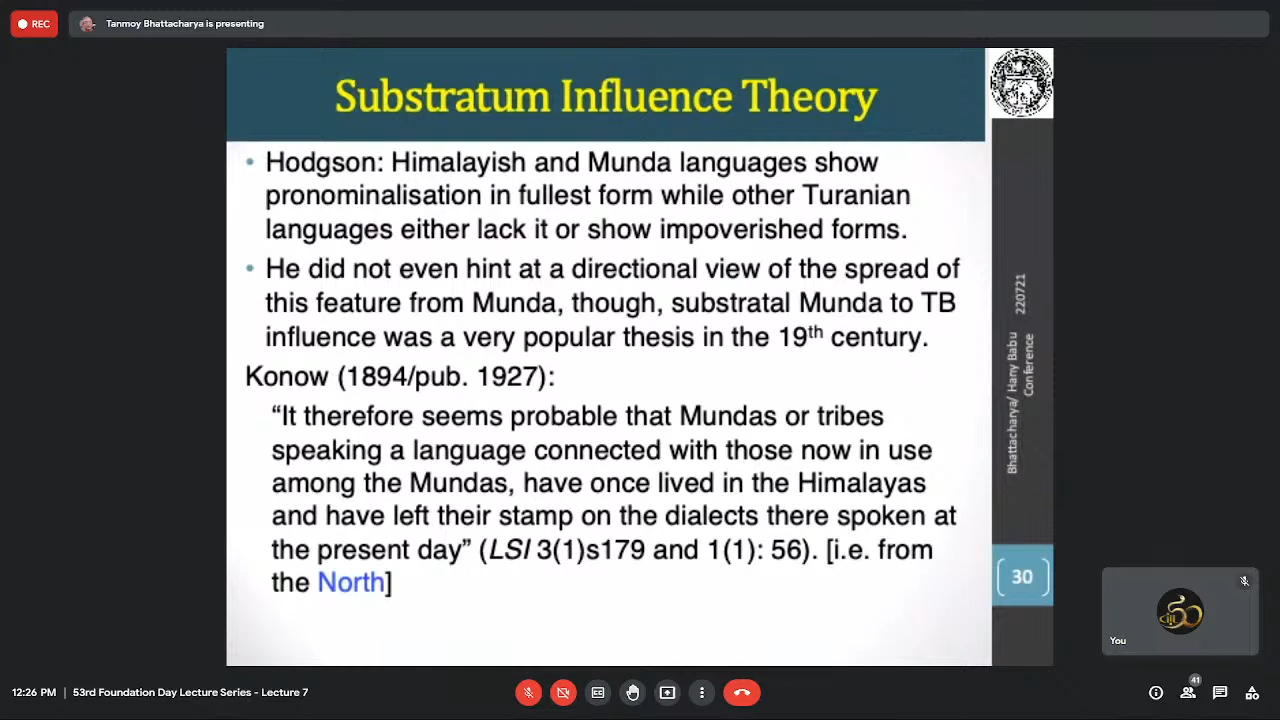 REC
Tanmoy Bhattacharya is presenting
Substratum Influence Theory
• Hodgson: Himalayish and Munda languages show
pronominalisation in fullest form while other Turanian
languages either lack it or show impoverished forms.
• He did not even hint at a directional view of the spread of
this feature from Munda, though, substratal Munda to TB
influence was a very popular thesis in the 19th century.
Konow (1894/pub. 1927):
“It therefore seems probable that Mundas or tribes
speaking a language connected with those now in use
among the Mundas, have once lived in the Himalayas
and have left their stamp on the dialects there spoken at
the present day” (LSI 3(1)s179 and 1(1): 56). [i.e. from
the North]
Bhattacharya/ Hany Babu 220721
Conference
30
50
You
12:26 PM | 53rd Foundation Day Lecture Series - Lecture 7
41